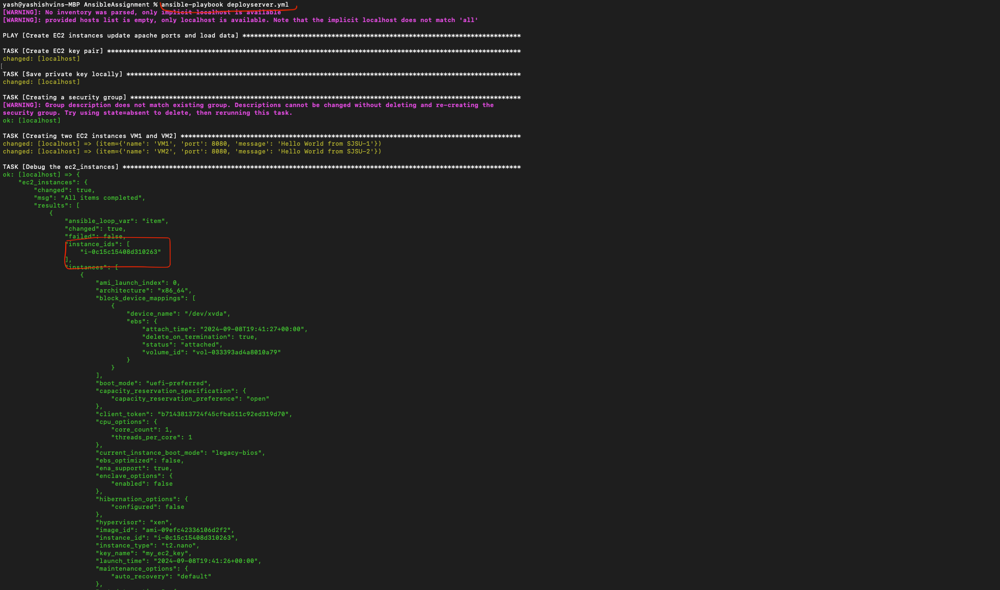 yash@yashishvins-MBP AnsibleAssignment % ansible-playbook deployserver.yml
[WARNING]: No inventory was parsed, only implicit localhost is available
[WARNING]: provided hosts list is empty, only localhost is available. Note that the implicit localhost does not match 'all'
PLAY [Create EC2 instances update apache ports and load data] ************************************************************************
TASK [Create EC2 key pair] ***********************************************************************************************************
changed: [localhost]
[
TASK [Save private key locally] ******************************************************************************************************
changed: [localhost]
TASK [Creating a security group] *****************************************************************************************************
[WARNING]: Group description does not match existing group. Descriptions cannot be changed without deleting and re-creating the
security group. Try using state=absent to delete, then rerunning this task.
ok: [localhost]
TASK [Creating two EC2 instances VM1 and VM2] ****************************************************************************************
changed: [localhost] => (item={'name': 'VM1', 'port': 8080, 'message': 'Hello World from SJSU-1'})
changed: [localhost] => (item={'name': 'VM2', 'port': 8080, 'message': 'Hello World from SJSU-2'})
TASK [Debug the ec2_instances] *******************************************************************************************************
ok: [localhost] => {
    "ec2_instances": {
        "changed": true,
        "msg": "All items completed",
        "results": [
            {
                "ansible_loop_var": "item",
                "changed": true,
                "failed": false,
                "instance_ids": [
                    "i-0c15c15408d310263"
                ],
                "instances": [
                    {
                        "ami_launch_index": 0,
                        "architecture": "x86_64",
                        "block_device_mappings": [
                            {
                                "device_name": "/dev/xvda",
                                "ebs": {
                                    "attach_time": "2024-09-08T19:41:27+00:00",
                                    "delete_on_termination": true,
                                    "status": "attached",
                                    "volume_id": "vol-033393ad4a8010a79"
                                }
                            }
                        ],
                        "boot_mode": "uefi-preferred",
                        "capacity_reservation_specification": {
                            "capacity_reservation_preference": "open"
                        },
                        "client_token": "b7143813724f45cfba511c92ed319d70",
                        "cpu_options": {
                            "core_count": 1,
                            "threads_per_core": 1
                        },
                        "current_instance_boot_mode": "legacy-bios",
                        "ebs_optimized": false,
                        "ena_support": true,
                        "enclave_options": {
                            "enabled": false
                        },
                        "hibernation_options": {
                            "configured": false
                        },
                        "hypervisor": "xen",
                        "image_id": "ami-09efc42336106d2f2",
                        "instance_id": "i-0c15c15408d310263",
                        "instance_type": "t2.nano",
                        "key_name": "my_ec2_key",
                        "launch_time": "2024-09-08T19:41:26+00:00",
                        "maintenance_options": {
                            "auto_recovery": "default"
                        },